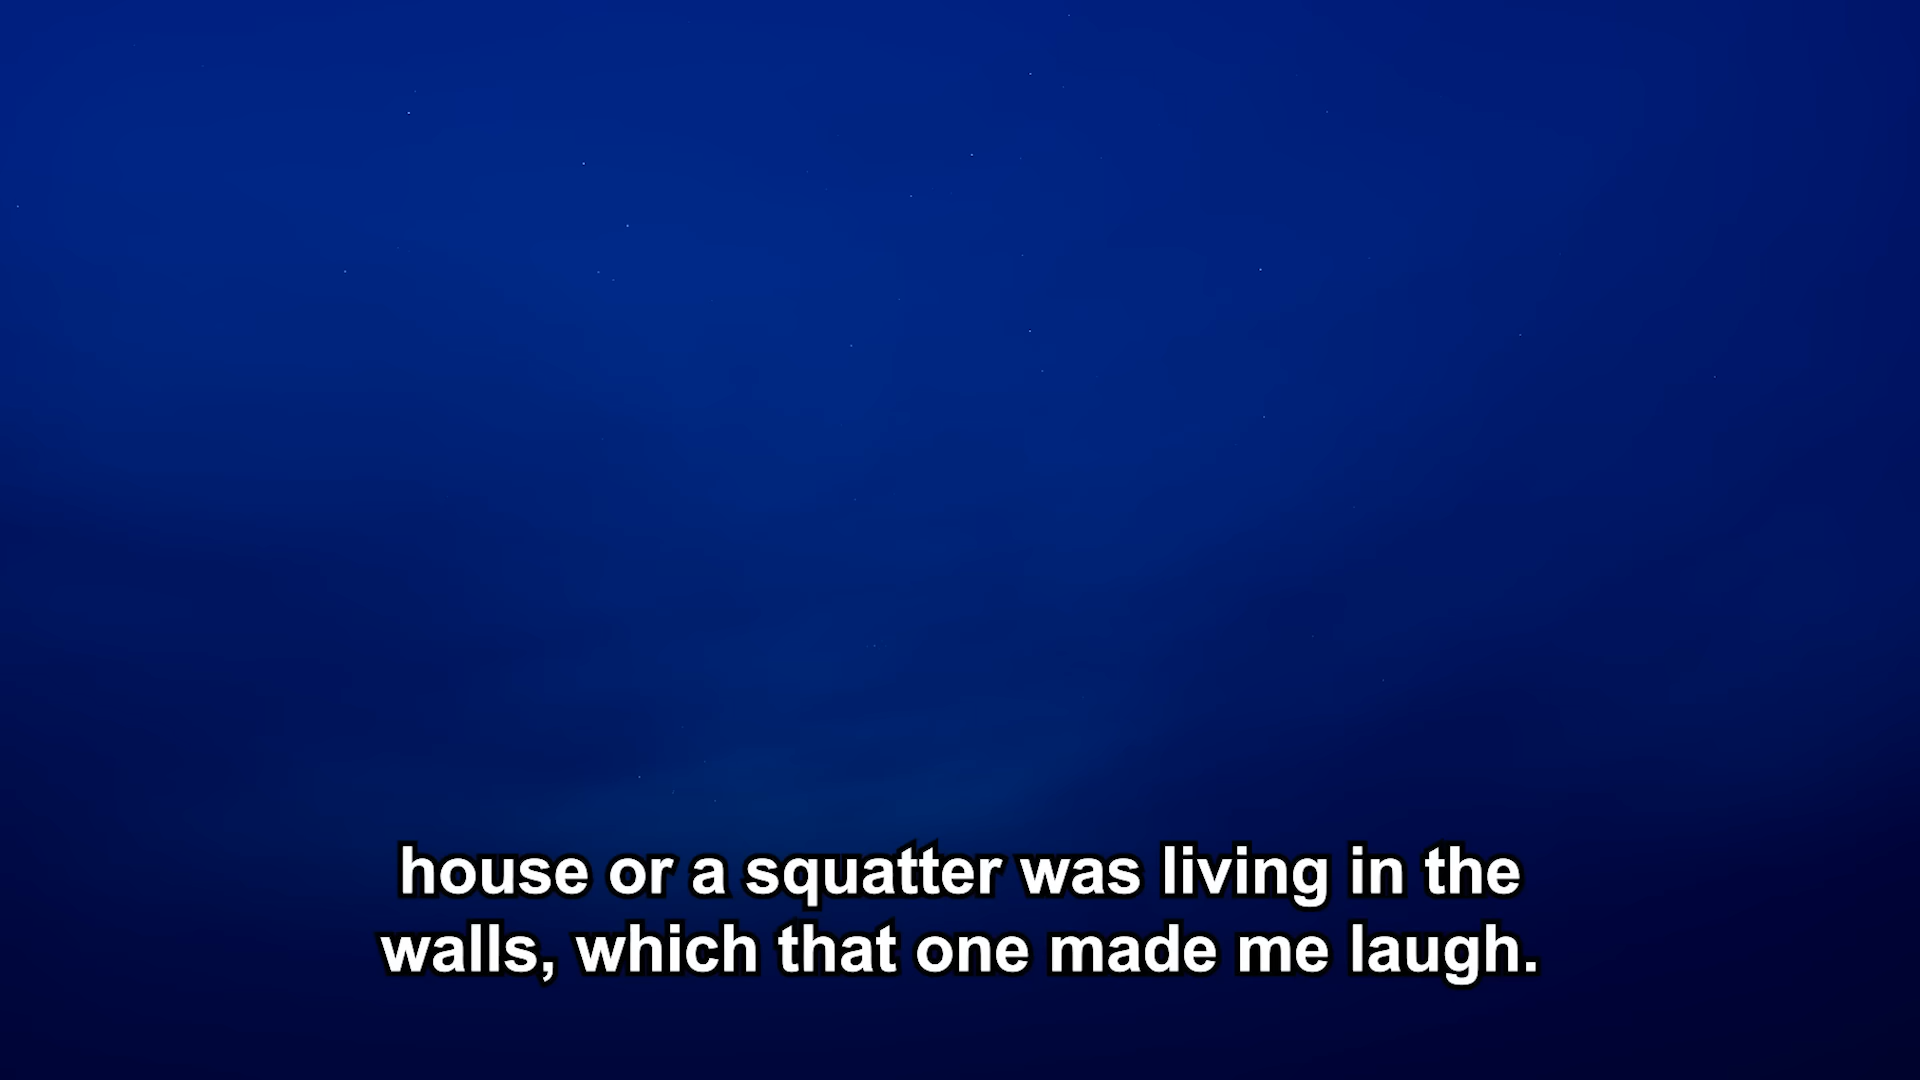 house or a squatter was living in the
walls, which that one made me laugh.